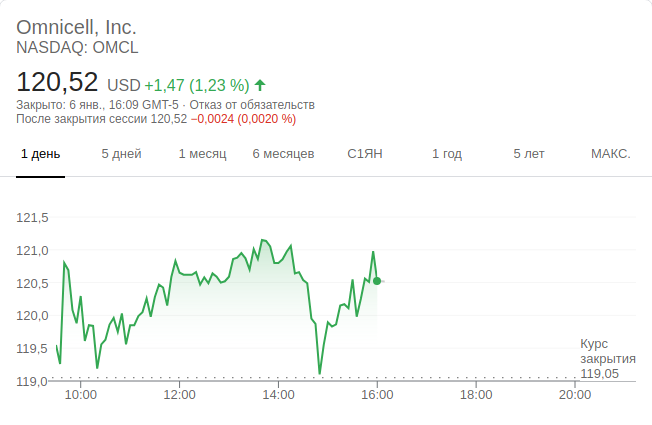 Omnicell, Inc.
NASDAQ: OMCL
120,52 USD +1,47 (1,23 %)
Закрыто: 6 янв., 16:09 GMT-5 · Отказ от обязательств
После закрытия сессии 120,52 −0,0024 (0,0020 %)
1 день 5 дней 1 месяц 6 месяцев С1ЯН 1 год 5 лет МАКС.
121,5
121,0
120,5
120,0
119,5
119,0
Курс
закрытия
119,05
10:00 12:00 14:00 16:00 18:00 20:00